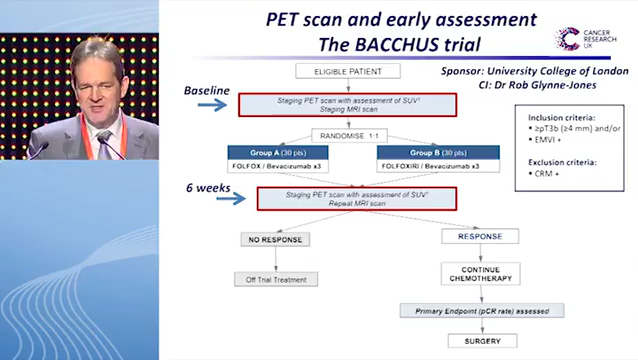 PET scan and early assessment
The BACCHUS trial
CANCER
RESEARCH
UK
ELIGIBLE PATIENT
Sponsor: University College of London
CI: Dr Rob Glynne-Jones
Baseline
Staging PET scan with assessment of SUV¹
Staging MRI scan
RANDOMISE 1:1
Inclusion criteria:
▪ ≥pT3b (≥4 mm) and/or
▪ EMVI +
Exclusion criteria:
▪ CRM +
Group A (30 pts)
FOLFOX / Bevacizumab x3
Group B (30 pts)
FOLFOXIRI / Bevacizumab x3
6 weeks
Staging PET scan with assessment of SUV¹
Repeat MRI scan
NO RESPONSE
RESPONSE
Off Trial Treatment
CONTINUE
CHEMOTHERAPY
Primary Endpoint (pCR rate) assessed
SURGERY